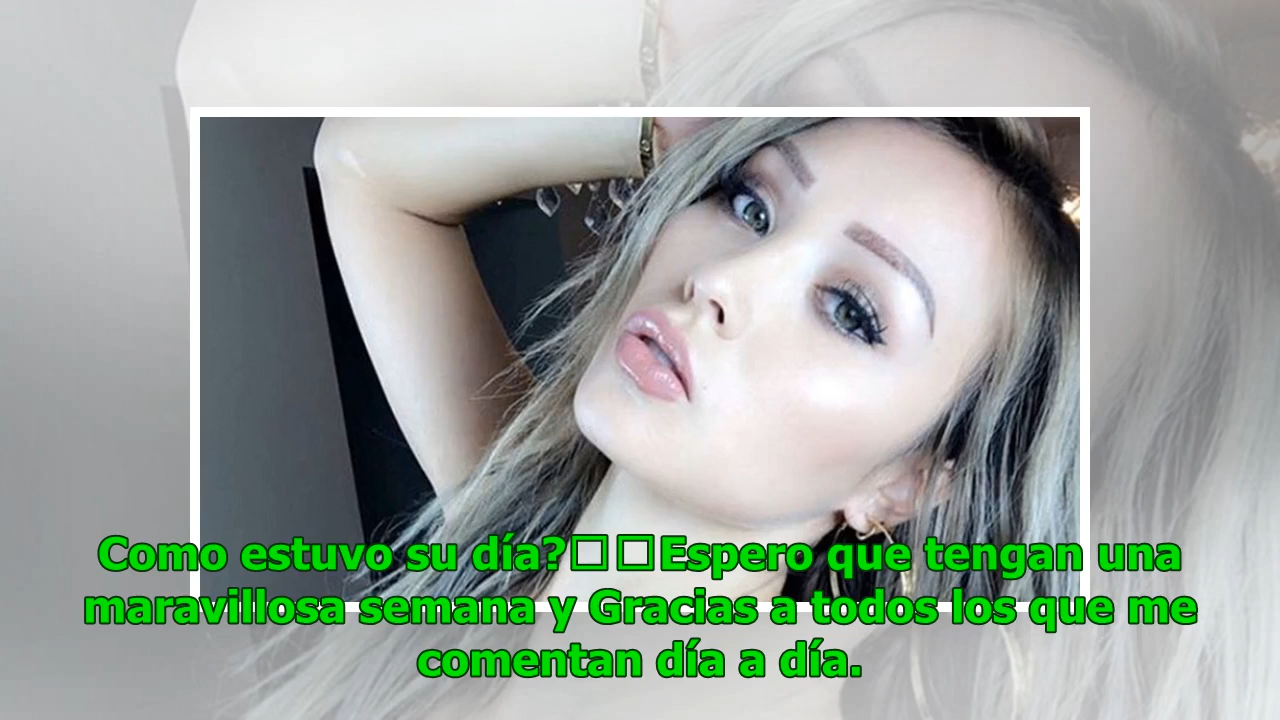 Como estuvo su día?□□Espero que tengan una
maravillosa semana y Gracias a todos los que me
comentan día a día.